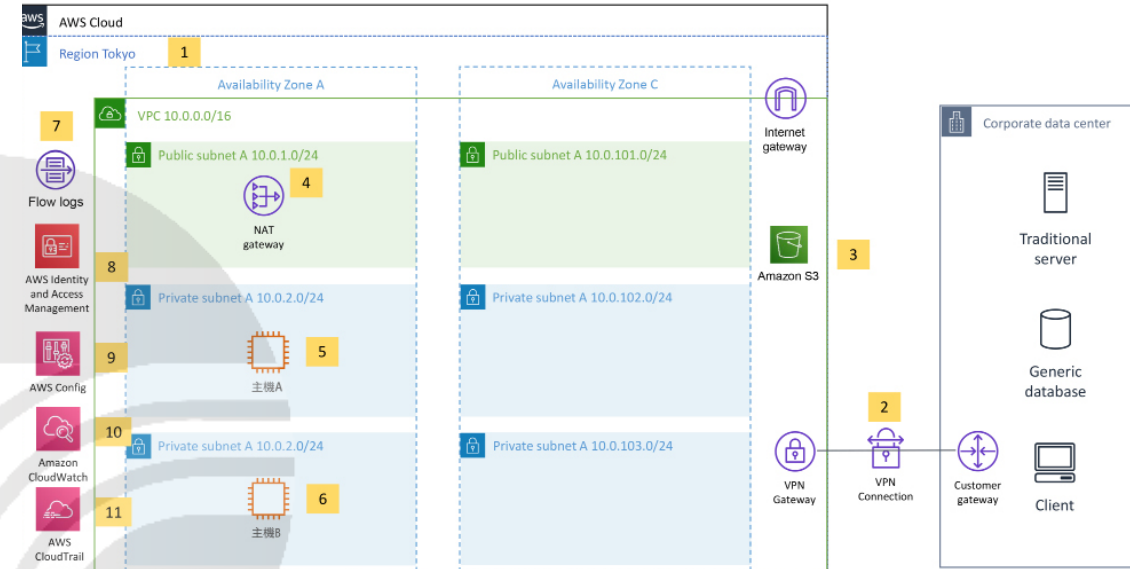 aws
AWS Cloud
Region Tokyo
1
Availability Zone A
Availability Zone C
VPC 10.0.0.0/16
Internet
gateway
7
Flow logs
Public subnet A 10.0.1.0/24
Public subnet A 10.0.101.0/24
4
NAT
gateway
Amazon S3
3
AWS Identity
and Access
Management
8
Private subnet A 10.0.2.0/24
Private subnet A 10.0.102.0/24
5
主機A
9
AWS Config
10
Amazon
CloudWatch
Private subnet A 10.0.2.0/24
Private subnet A 10.0.103.0/24
6
主機B
11
AWS
CloudTrail
VPN
Gateway
2
VPN
Connection
Customer
gateway
Corporate data center
Traditional
server
Generic
database
Client